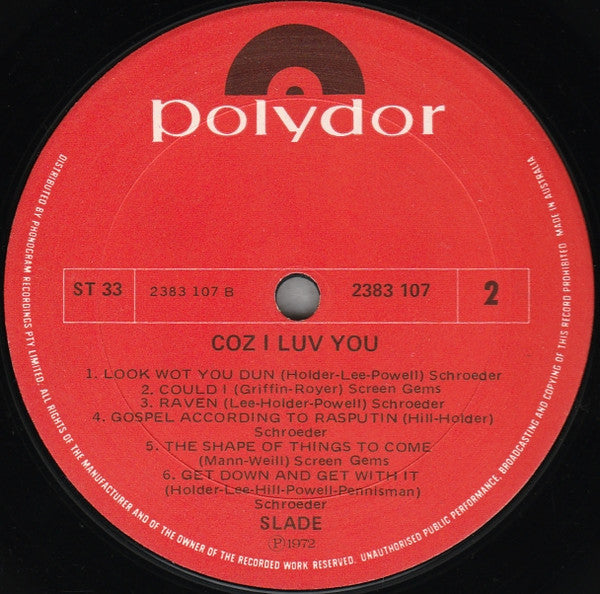 polydor
ST 33
2383 107 B
2383 107
2
COZ I LUV YOU
1. LOOK WOT YOU DUN (Holder-Lee-Powell) Schroeder
2. COULD I (Griffin-Royer) Screen Gems
3. RAVEN (Lee-Holder-Powell) Schroeder
4. GOSPEL ACCORDING TO RASPUTIN (Hill-Holder)
Schroeder
5. THE SHAPE OF THINGS TO COME
(Mann-Weill) Screen Gems
6. GET DOWN AND GET WITH IT
(Holder-Lee-Hill-Powell-Pennisman)
Schroeder
SLADE
Ⓟ1972
DISTRIBUTED BY PHONOGRAM RECORDINGS PTY LIMITED. ALL RIGHTS OF THE MANUFACTURER AND OF THE OWNER OF THE RECORDED WORK RESERVED. UNAUTHORISED PUBLIC PERFORMANCE, BROADCASTING AND COPYING OF THIS RECORD PROHIBITED MADE IN AUSTRALIA